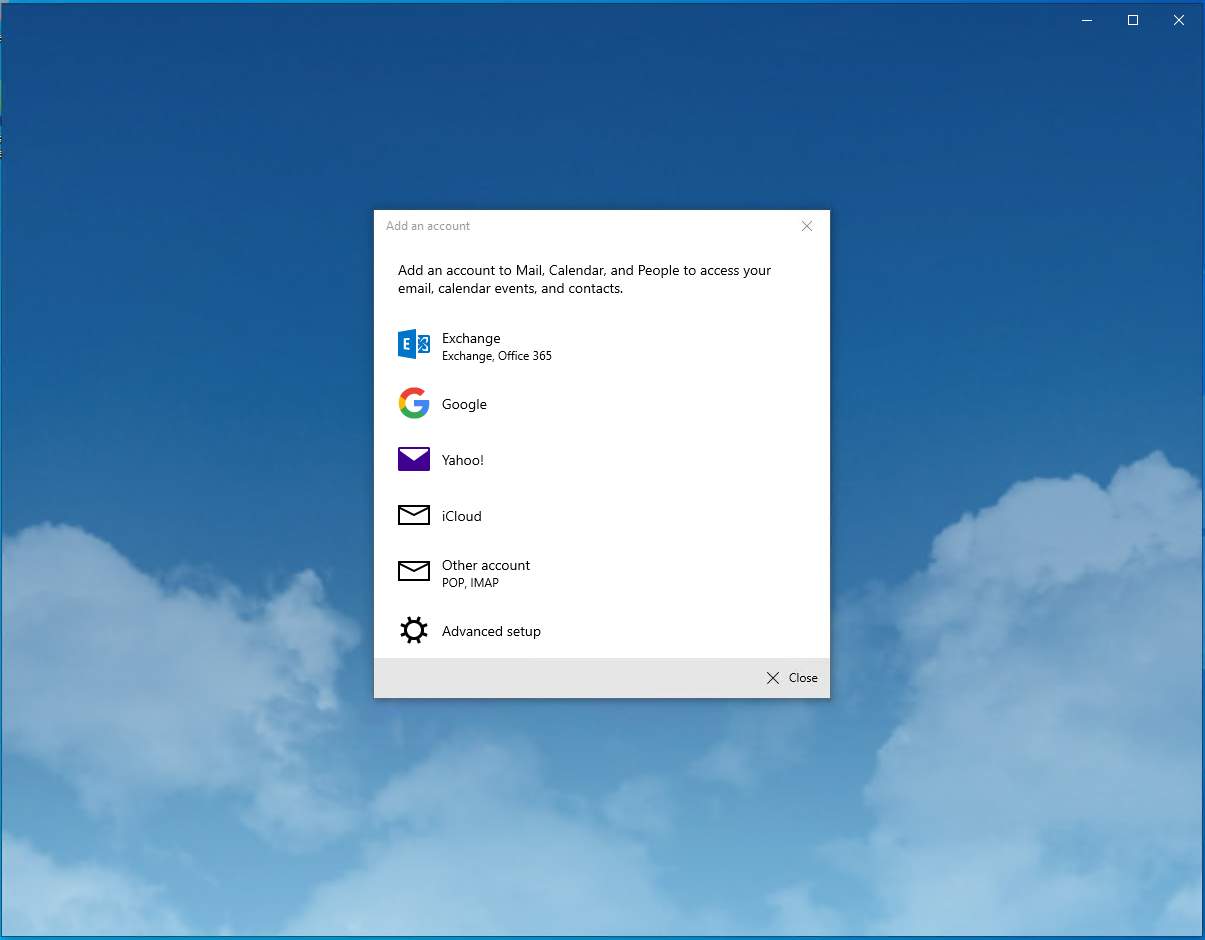 Add an account
Add an account to Mail, Calendar, and People to access your
email, calendar events, and contacts.
E
Exchange
Exchange, Office 365
Google
Yahoo!
iCloud
Other account
POP, IMAP
Advanced setup
Close